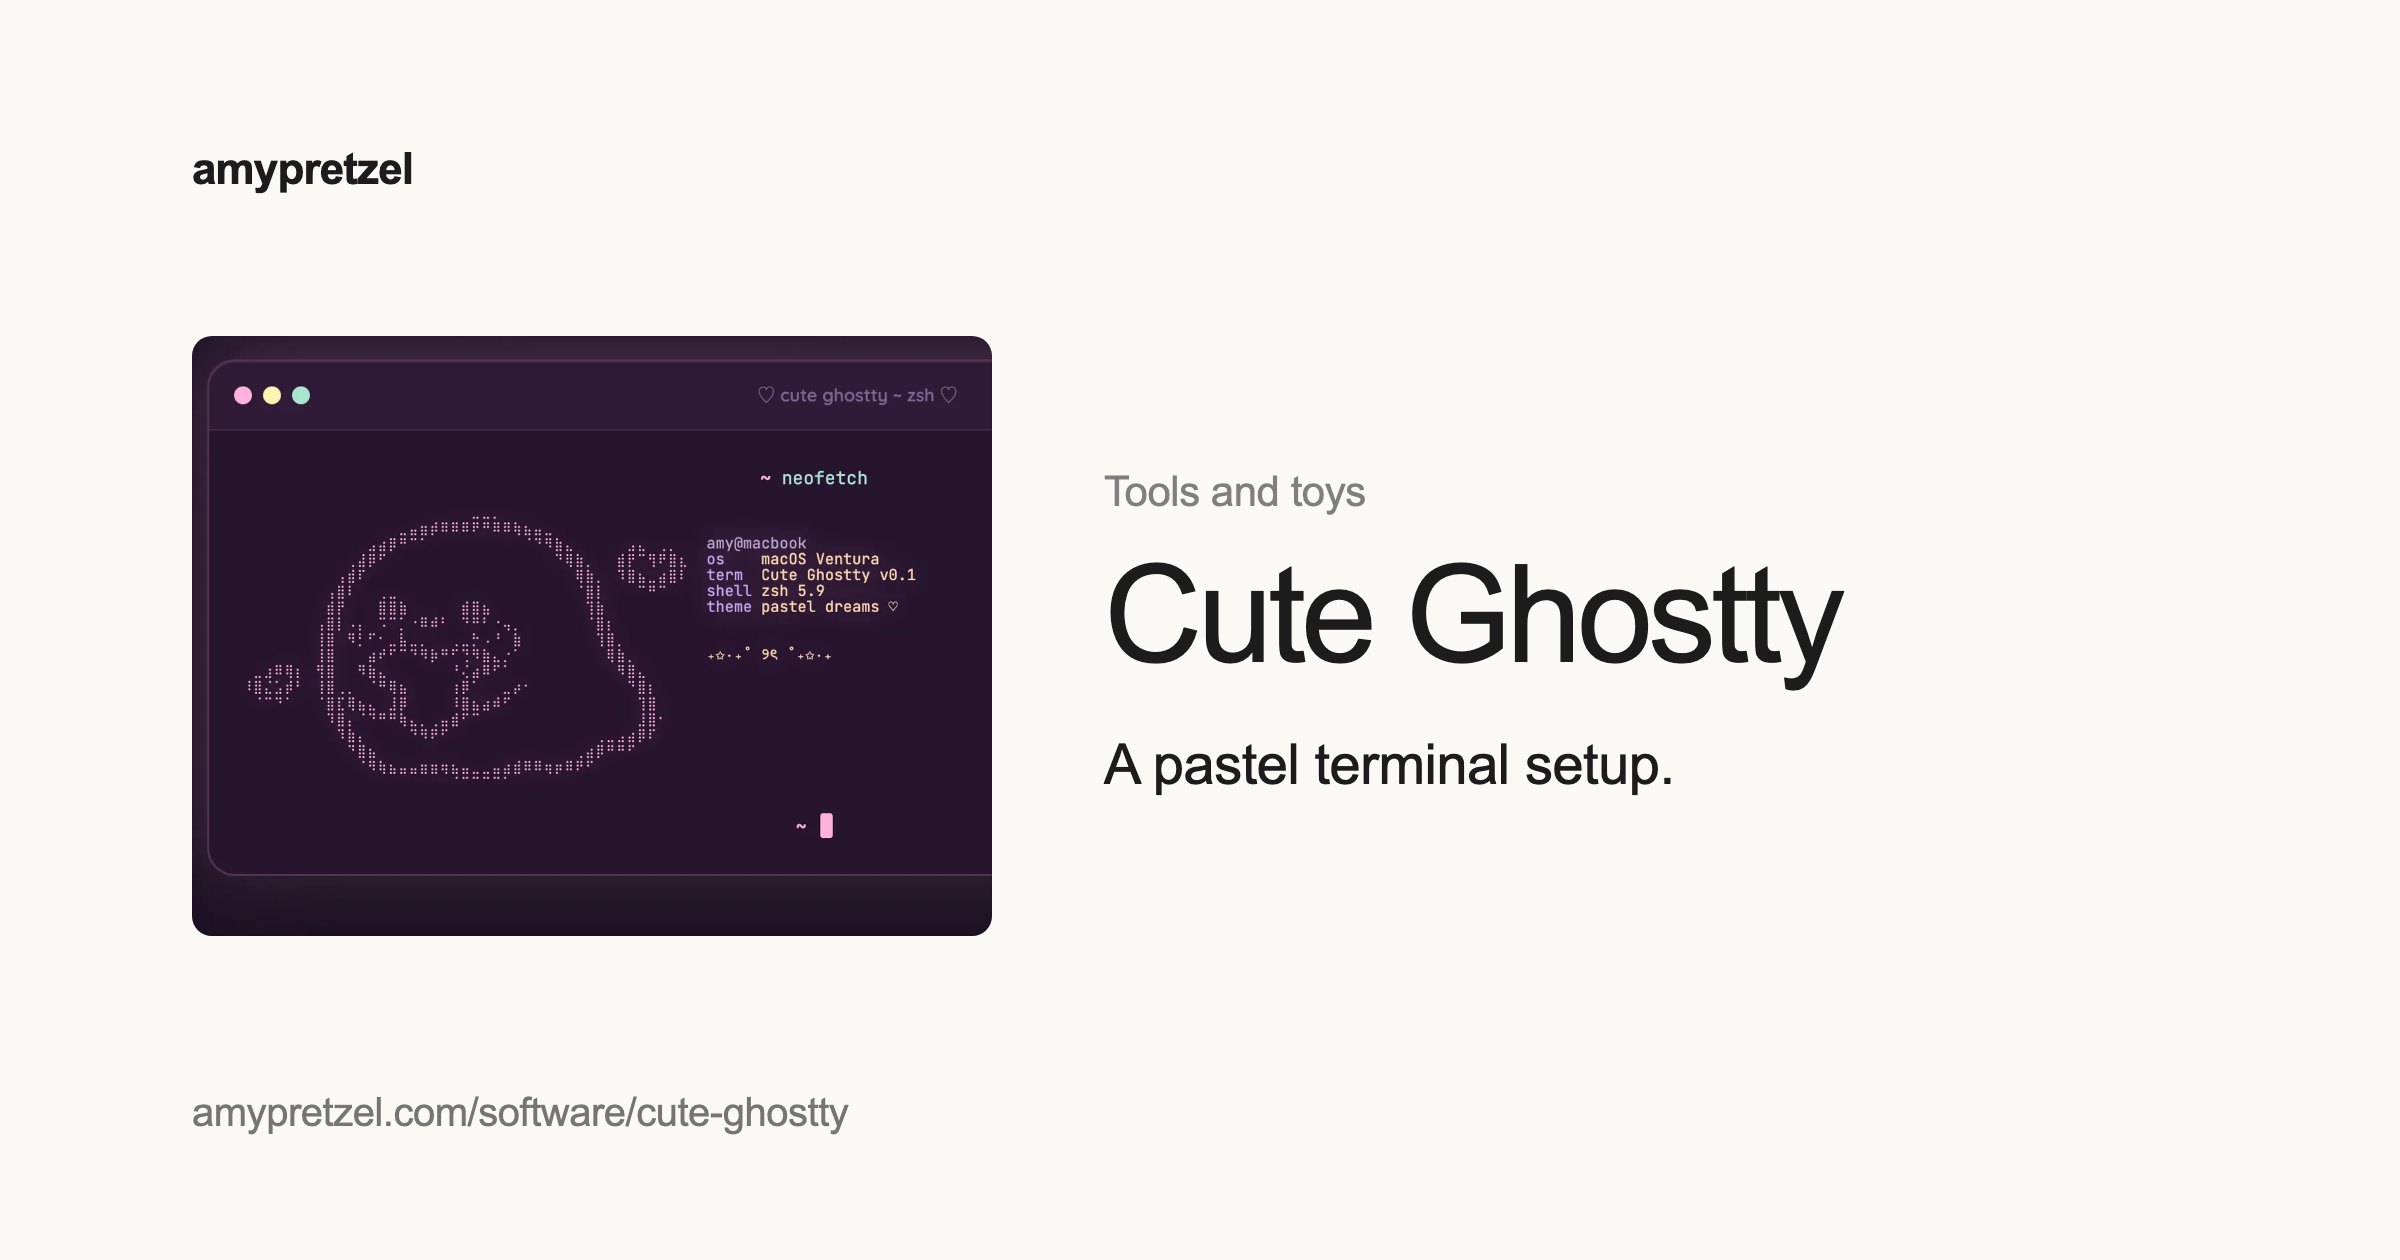 amypretzel
♡ cute ghostty ~ zsh ♡
~ neofetch
amy@macbook
os macOS Ventura
term Cute Ghostty v0.1
shell zsh 5.9
theme pastel dreams ♡
₊✩‧₊˚ ୨ৎ ˚₊✩‧₊
~
Tools and toys
Cute Ghostty
A pastel terminal setup.
amypretzel.com/software/cute-ghostty